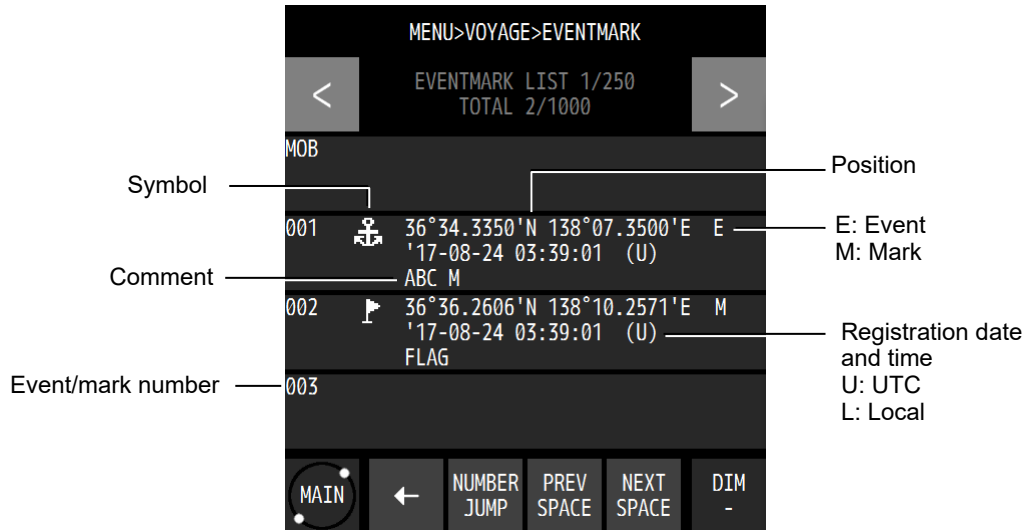 MENU>VOYAGE>EVENTMARK
<
EVENTMARK LIST 1/250
TOTAL 2/1000
>
MOB
Symbol
Position
001
36°34.3350'N 138°07.3500'E E
'17-08-24 03:39:01 (U)
ABC M
E: Event
M: Mark
Comment
002
36°36.2606'N 138°10.2571'E M
'17-08-24 03:39:01 (U)
FLAG
Registration date
and time
U: UTC
L: Local
Event/mark number
003
MAIN
←
NUMBER
JUMP
PREV
SPACE
NEXT
SPACE
DIM
-